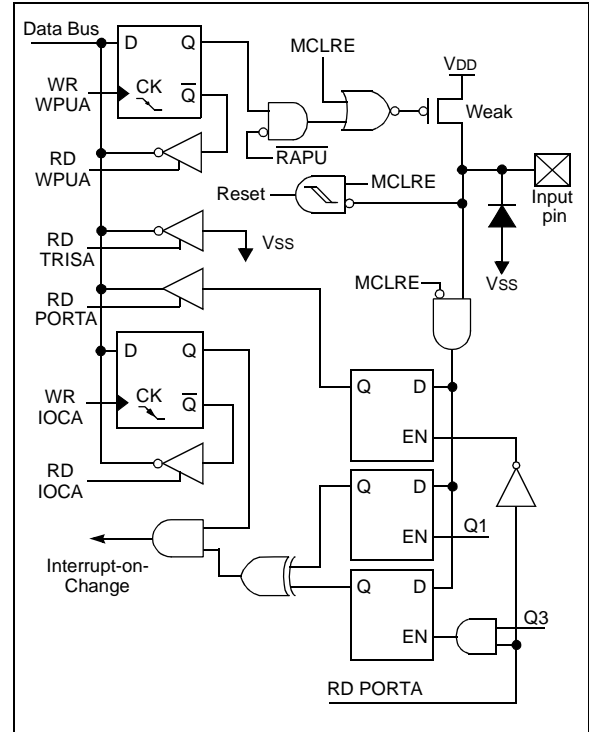 Data Bus
D
Q
WR
WPUA
CK
Q
RD
WPUA
MCLRE
VDD
Weak
RAPU
Reset
MCLRE
Input
pin
VSS
RD
TRISA
VSS
RD
PORTA
MCLRE
D
Q
WR
IOCA
CK
Q
RD
IOCA
Q
D
EN
Q
D
EN
Q1
Q
D
EN
Q3
Interrupt-on-
Change
RD PORTA